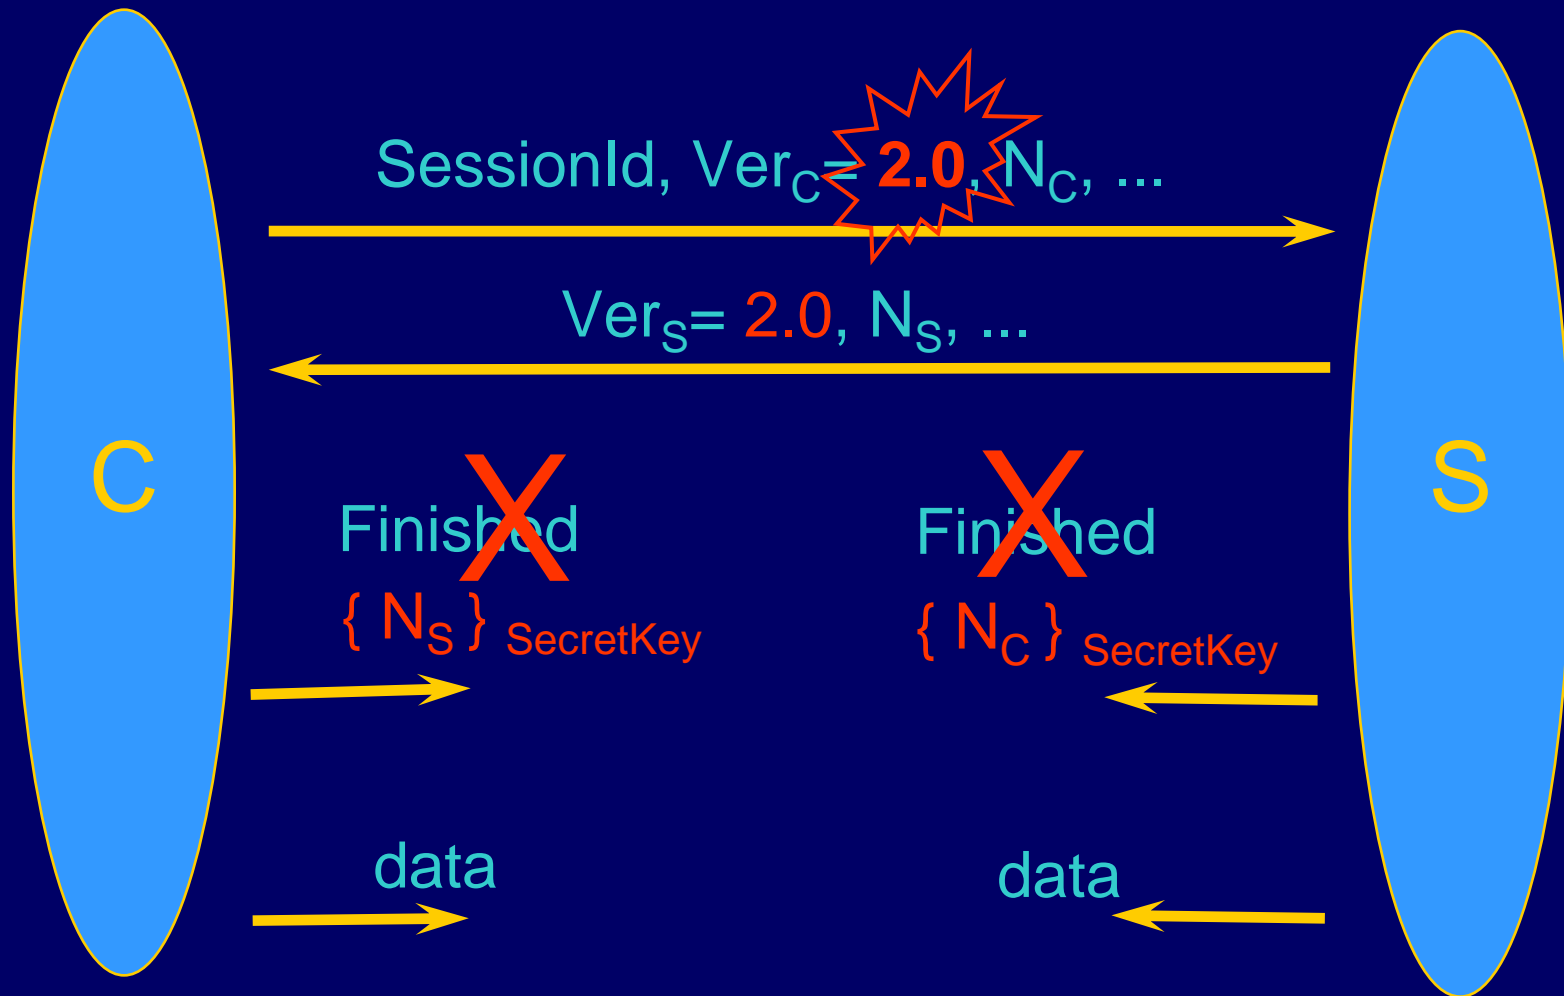 SessionId, VerC= 2.0, NC, ...
VerS= 2.0, NS, ...
C
S
Finished
X
Finished
X
{ NS } SecretKey
{ NC } SecretKey
data
data